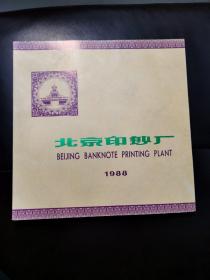 北京印钞厂
BEIJING BANKNOTE PRINTING PLANT
1988